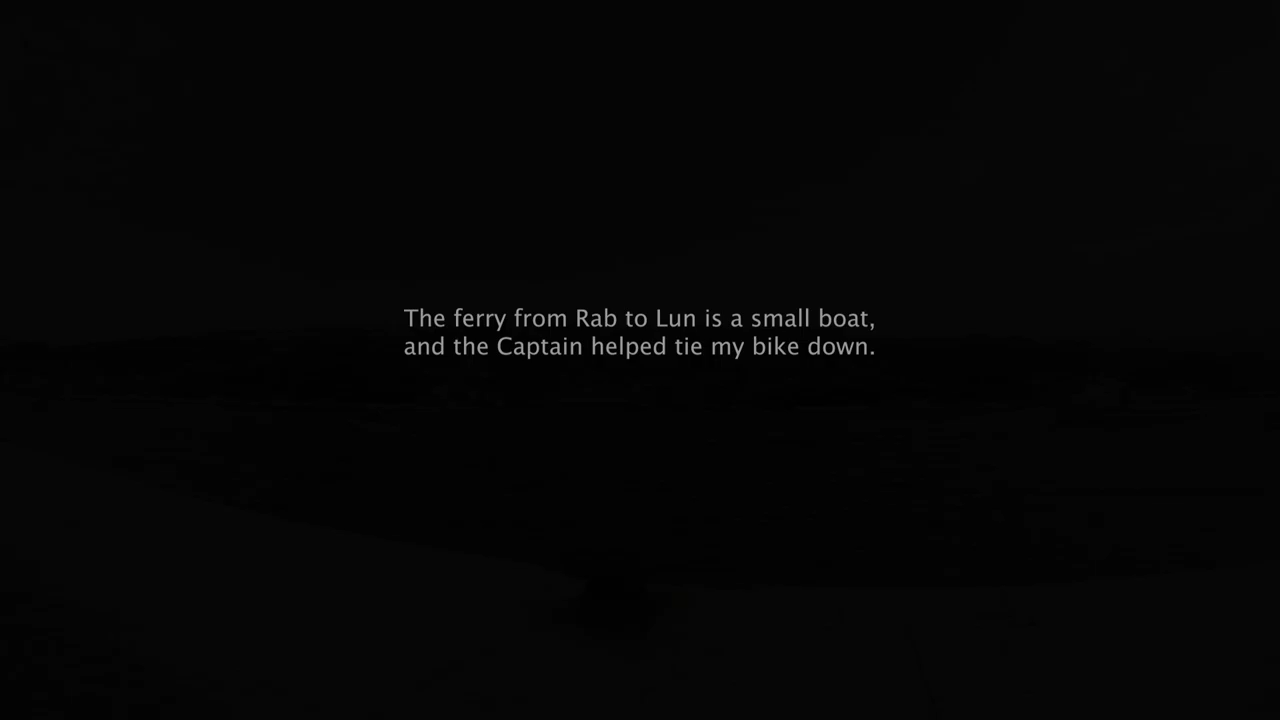 The ferry from Rab to Lun is a small boat,
and the Captain helped tie my bike down.